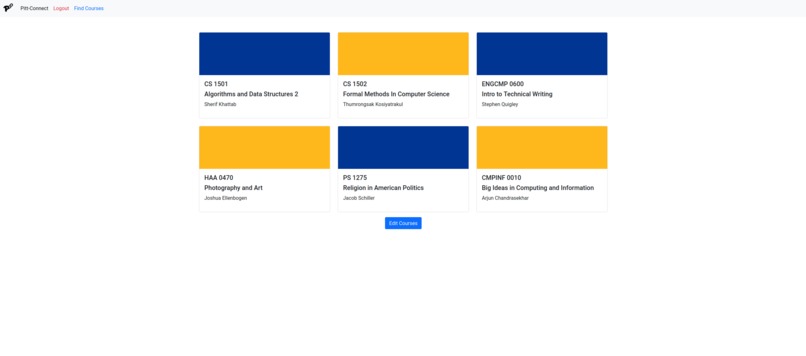 Pitt-Connect Logout Find Courses
CS 1501
Algorithms and Data Structures 2
Sherif Khattab
CS 1502
Formal Methods In Computer Science
Thumrongsak Kosiyatrakul
ENGCMP 0600
Intro to Technical Writing
Stephen Quigley
HAA 0470
Photography and Art
Joshua Ellenbogen
PS 1275
Religion in American Politics
Jacob Schiller
CMPINF 0010
Big Ideas in Computing and Information
Arjun Chandrasekhar
Edit Courses